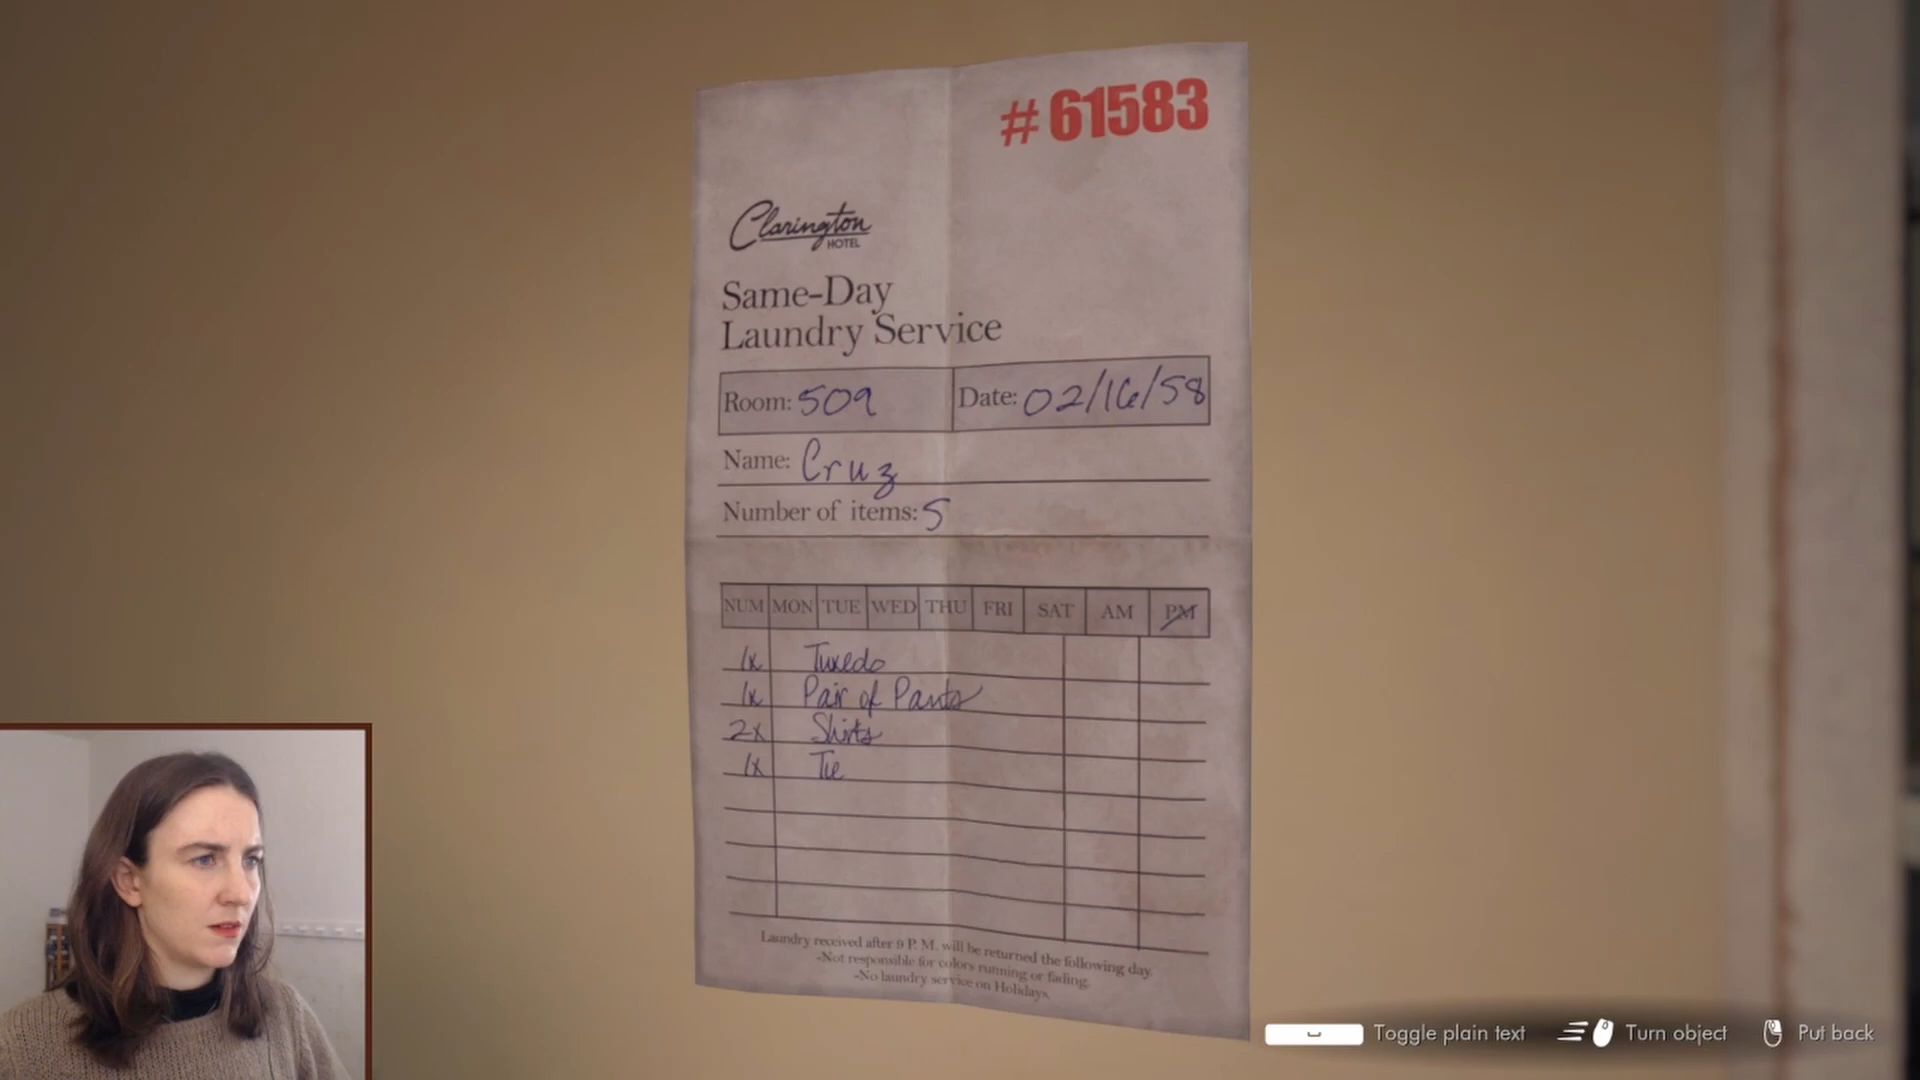 #61583
Clarington
HOTEL
Same-Day
Laundry Service
Room: 509
Date: 02/16/58
Name: Cruz
Number of items: 5
NUM MON TUE WED THU FRI SAT AM PM
1x Tuxedo
1x Pair of Pants
2x Shirts
1x Tie
Laundry received after 9 P. M. will be returned the following day.
-Not responsible for colors running or fading.
-No laundry service on Holidays.
Toggle plain text
Turn object
Put back